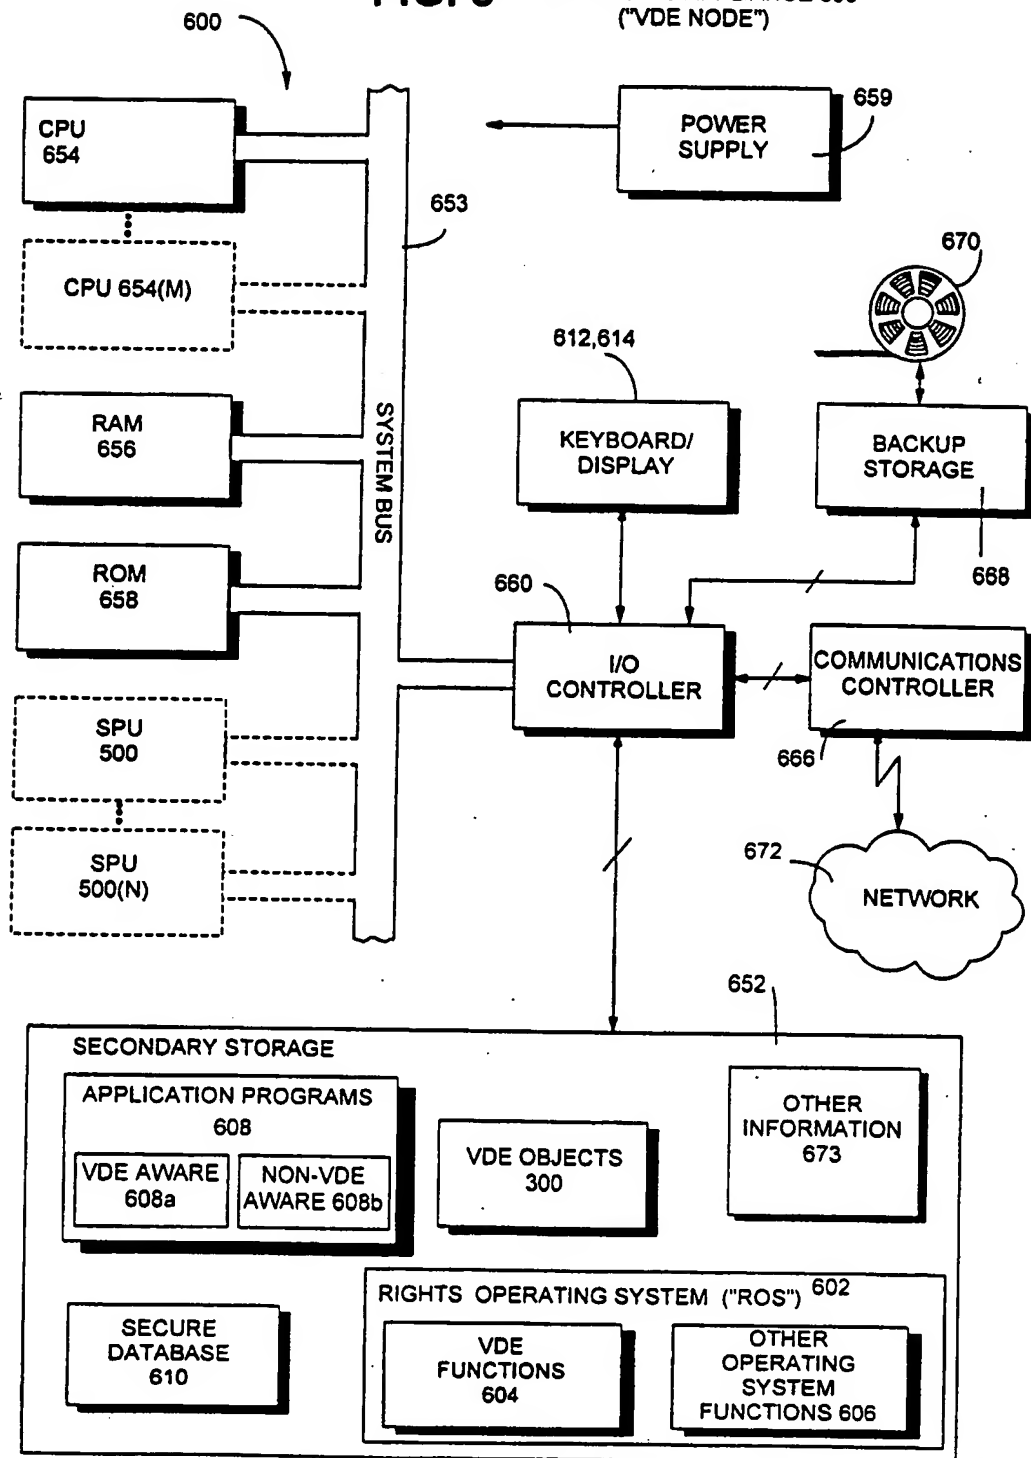 ("VDE NODE")
600
CPU
654
POWER
SUPPLY
659
653
CPU 654(M)
670
612,614
RAM
656
SYSTEM BUS
KEYBOARD/
DISPLAY
BACKUP
STORAGE
668
ROM
658
660
I/O
CONTROLLER
COMMUNICATIONS
CONTROLLER
666
SPU
500
SPU
500(N)
672
NETWORK
652
SECONDARY STORAGE
APPLICATION PROGRAMS
608
VDE AWARE
608a
NON-VDE
AWARE 608b
VDE OBJECTS
300
OTHER
INFORMATION
673
SECURE
DATABASE
610
RIGHTS OPERATING SYSTEM ("ROS") 602
VDE
FUNCTIONS
604
OTHER
OPERATING
SYSTEM
FUNCTIONS 606